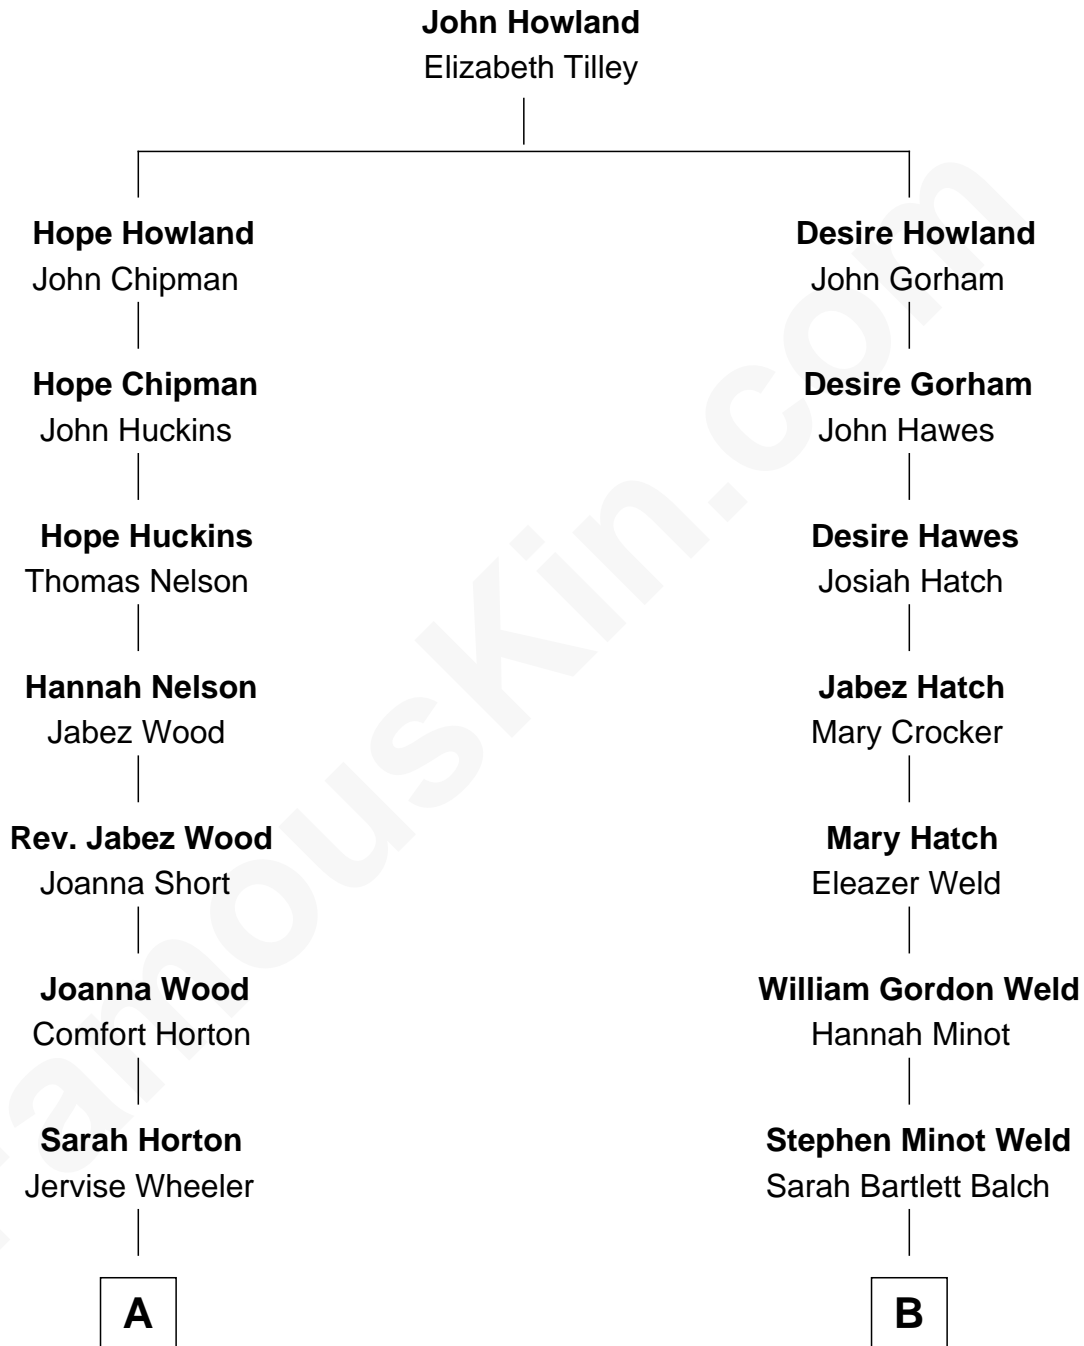 John Howland
Elizabeth Tilley
Hope Howland
John Chipman
Desire Howland
John Gorham
Hope Chipman
John Huckins
Desire Gorham
John Hawes
Hope Huckins
Thomas Nelson
Desire Hawes
Josiah Hatch
Hannah Nelson
Jabez Wood
Jabez Hatch
Mary Crocker
Rev. Jabez Wood
Joanna Short
Mary Hatch
Eleazer Weld
Joanna Wood
Comfort Horton
William Gordon Weld
Hannah Minot
Sarah Horton
Jervise Wheeler
Stephen Minot Weld
Sarah Bartlett Balch
A
B
FamousKin.com